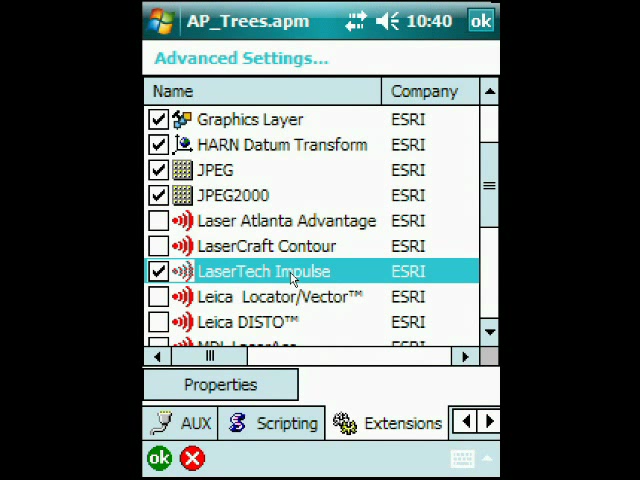 AP_Trees.apm 10:40 ok
Advanced Settings...
Name Company
Graphics Layer ESRI
HARN Datum Transform ESRI
JPEG ESRI
JPEG2000 ESRI
Laser Atlanta Advantage ESRI
LaserCraft Contour ESRI
LaserTech Impulse ESRI
Leica Locator/Vector™ ESRI
Leica DISTO™ ESRI
Properties
AUX Scripting Extensions
ok